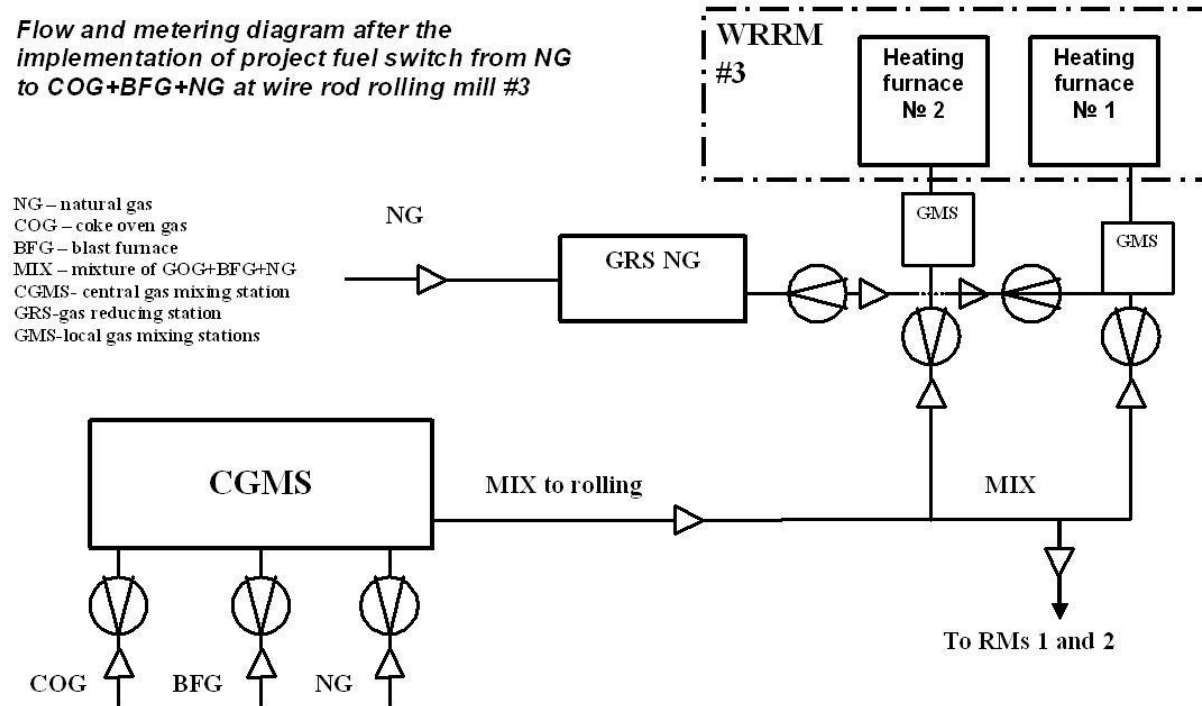 Flow and metering diagram after the
implementation of project fuel switch from NG
to COG+BFG+NG at wire rod rolling mill #3
WRRM
#3
Heating
furnace
№ 2
Heating
furnace
№ 1
NG – natural gas
COG – coke oven gas
BFG – blast furnace
MIX – mixture of GOG+BFG+NG
CGMS- central gas mixing station
GRS-gas reducing station
GMS-local gas mixing stations
NG
GRS NG
GMS
GMS
CGMS
MIX to rolling
MIX
To RMs 1 and 2
COG
BFG
NG